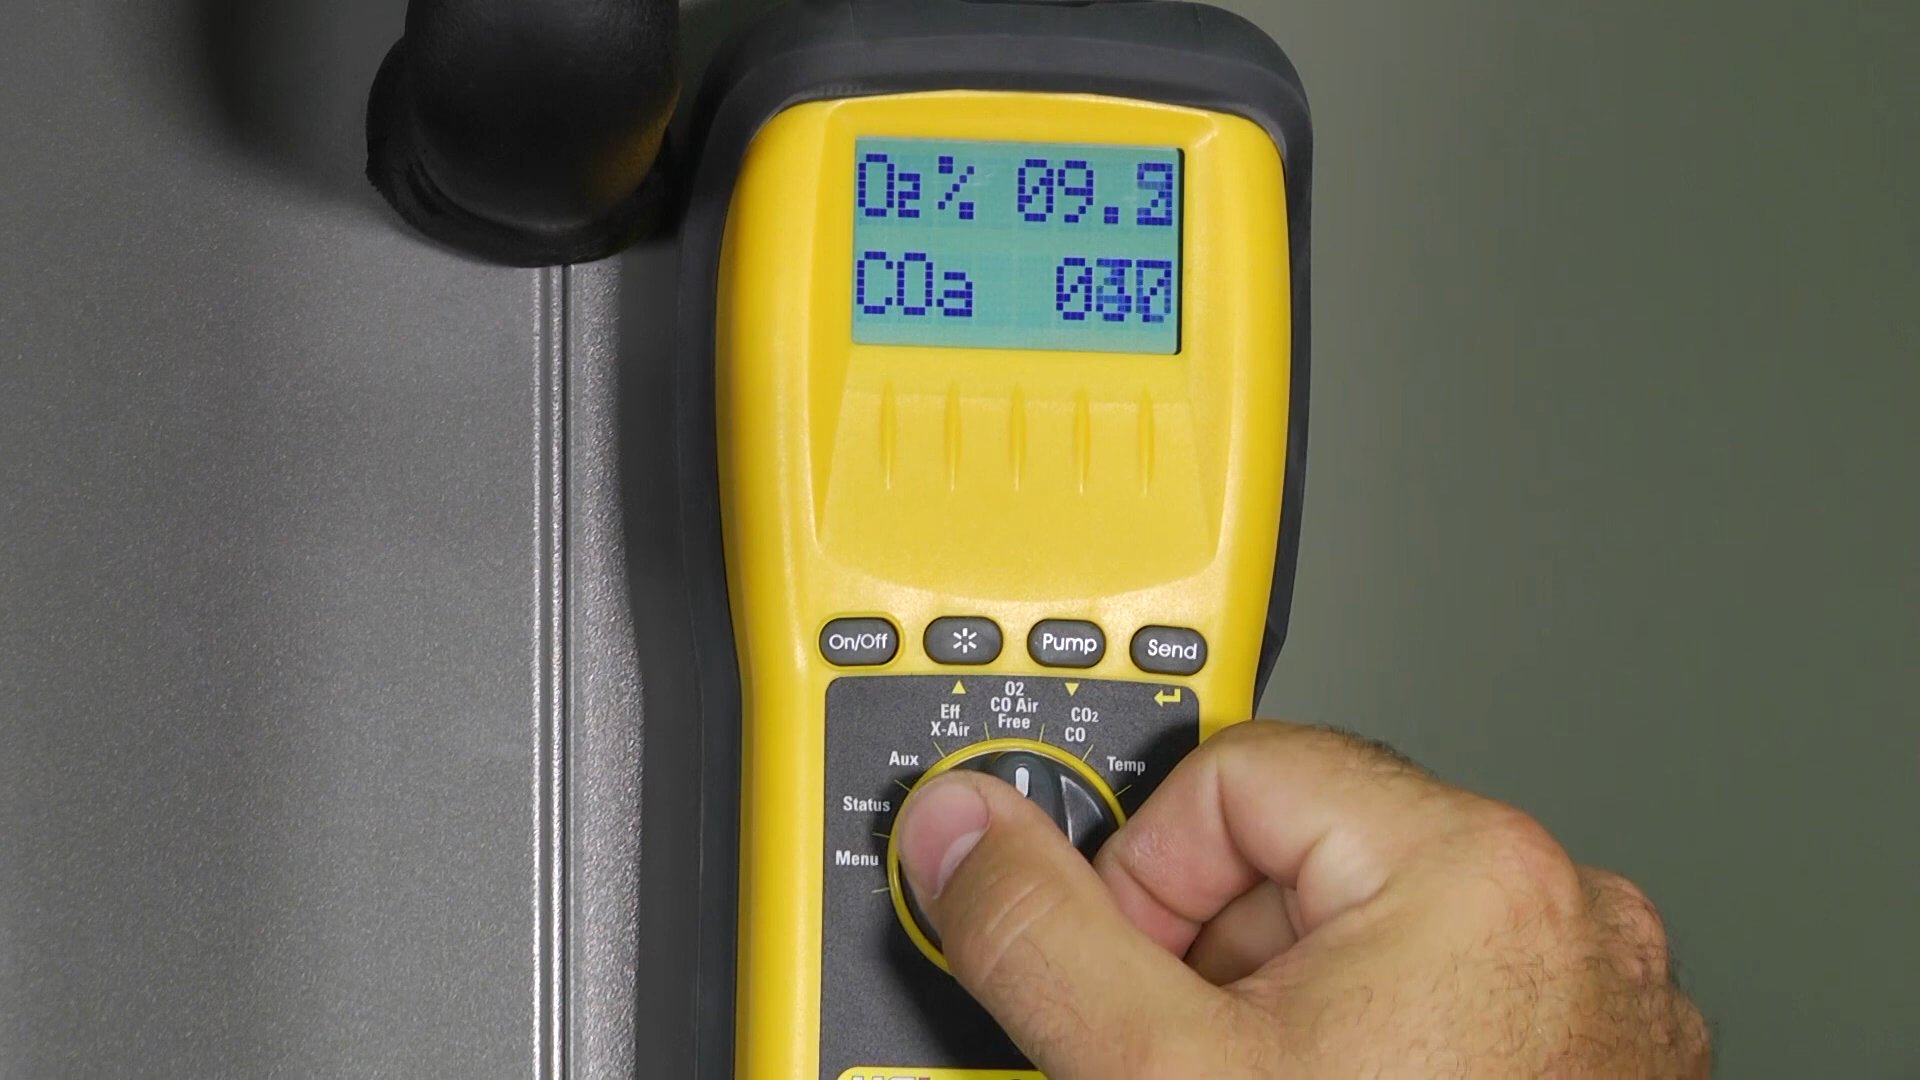 O2% 09.
COa
On/Off
Pump
Send
Eff
X-Air
O2
CO Air
Free
CO₂
CO
Aux
Temp
Status
Menu